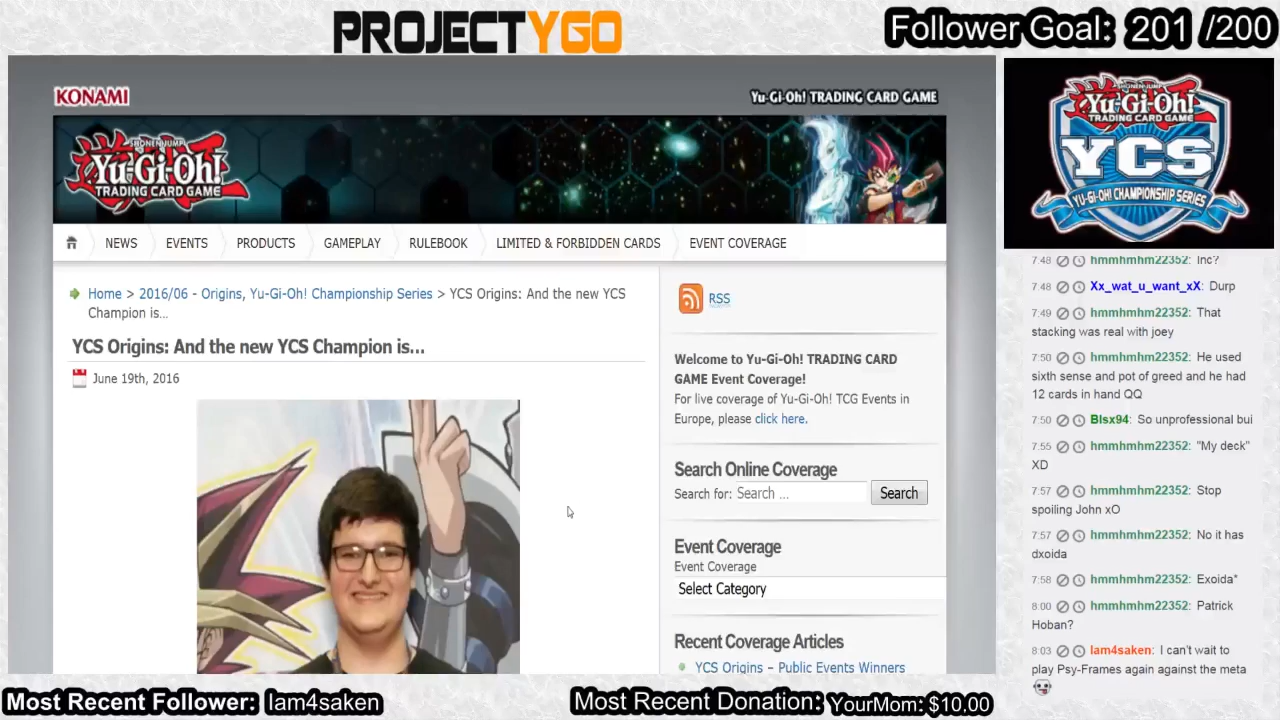 PROJECTYGO
Follower Goal: 201 /200
KONAMI
Yu-Gi-Oh! TRADING CARD GAME
SHONEN JUMP
Yu-Gi-Oh!
TRADING CARD GAME
NEWS
EVENTS
PRODUCTS
GAMEPLAY
RULEBOOK
LIMITED & FORBIDDEN CARDS
EVENT COVERAGE
Home > 2016/06 - Origins, Yu-Gi-Oh! Championship Series > YCS Origins: And the new YCS
Champion is...
YCS Origins: And the new YCS Champion is...
June 19th, 2016
RSS
Welcome to Yu-Gi-Oh! TRADING CARD
GAME Event Coverage!
For live coverage of Yu-Gi-Oh! TCG Events in
Europe, please click here.
Search Online Coverage
Search for: Search ...
Search
Event Coverage
Event Coverage
Select Category
Recent Coverage Articles
YCS Origins – Public Events Winners
SHONEN JUMP
Yu-Gi-Oh!
TRADING CARD GAME
YCS
YU-GI-OH! CHAMPIONSHIP SERIES
7:48 hmmhmhm22352: Inc?
7:48 Xx_wat_u_want_xX: Durp
7:49 hmmhmhm22352: That
stacking was real with joey
7:50 hmmhmhm22352: He used
sixth sense and pot of greed and he had
12 cards in hand QQ
7:50 Blsx94: So unprofessional bui
7:55 hmmhmhm22352: "My deck"
XD
7:57 hmmhmhm22352: Stop
spoiling John xO
7:57 hmmhmhm22352: No it has
dxoida
7:58 hmmhmhm22352: Exoida*
8:00 hmmhmhm22352: Patrick
Hoban?
8:03 Iam4saken: I can't wait to
play Psy-Frames again against the meta
Most Recent Follower: Iam4saken
Most Recent Donation: YourMom: $10.00